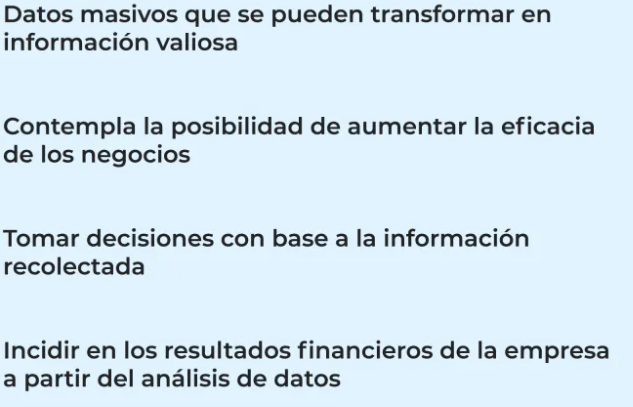 Datos masivos que se pueden transformar en
información valiosa
Contempla la posibilidad de aumentar la eficacia
de los negocios
Tomar decisiones con base a la información
recolectada
Incidir en los resultados financieros de la empresa
a partir del análisis de datos